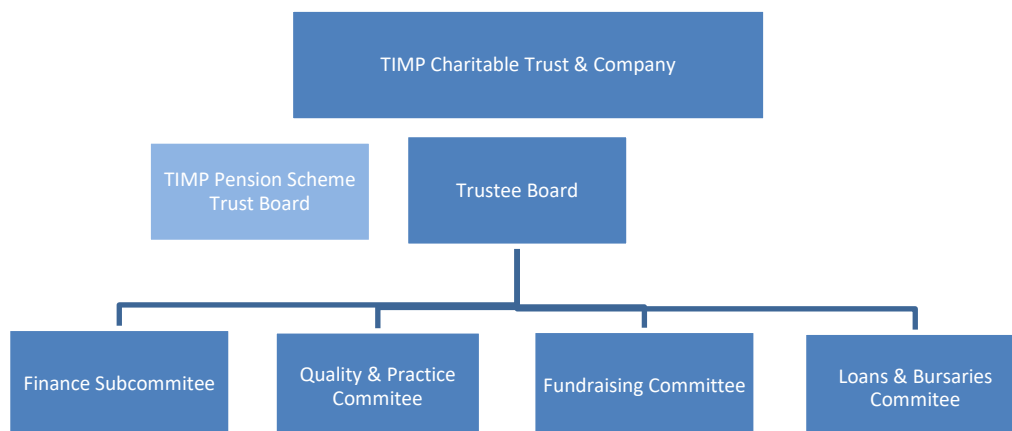 TIMP Charitable Trust & Company
TIMP Pension Scheme
Trust Board
Trustee Board
Finance Subcommitee
Quality & Practice
Commitee
Fundraising Committee
Loans & Bursaries
Commitee